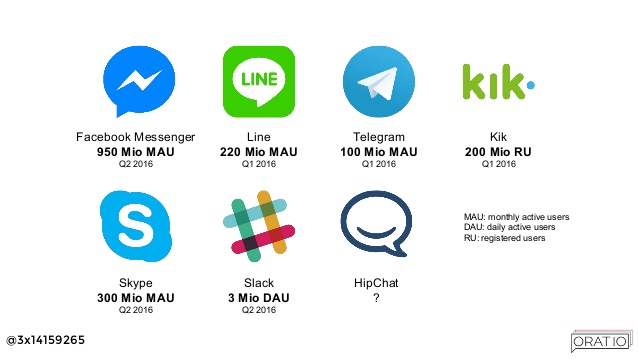 LINE
kik.
Facebook Messenger
950 Mio MAU
Q2 2016
Line
220 Mio MAU
Q1 2016
Telegram
100 Mio MAU
Q1 2016
Kik
200 Mio RU
Q1 2016
S
Skype
300 Mio MAU
Q2 2016
Slack
3 Mio DAU
Q2 2016
HipChat
?
MAU: monthly active users
DAU: daily active users
RU: registered users
@3x14159265
ORATIO